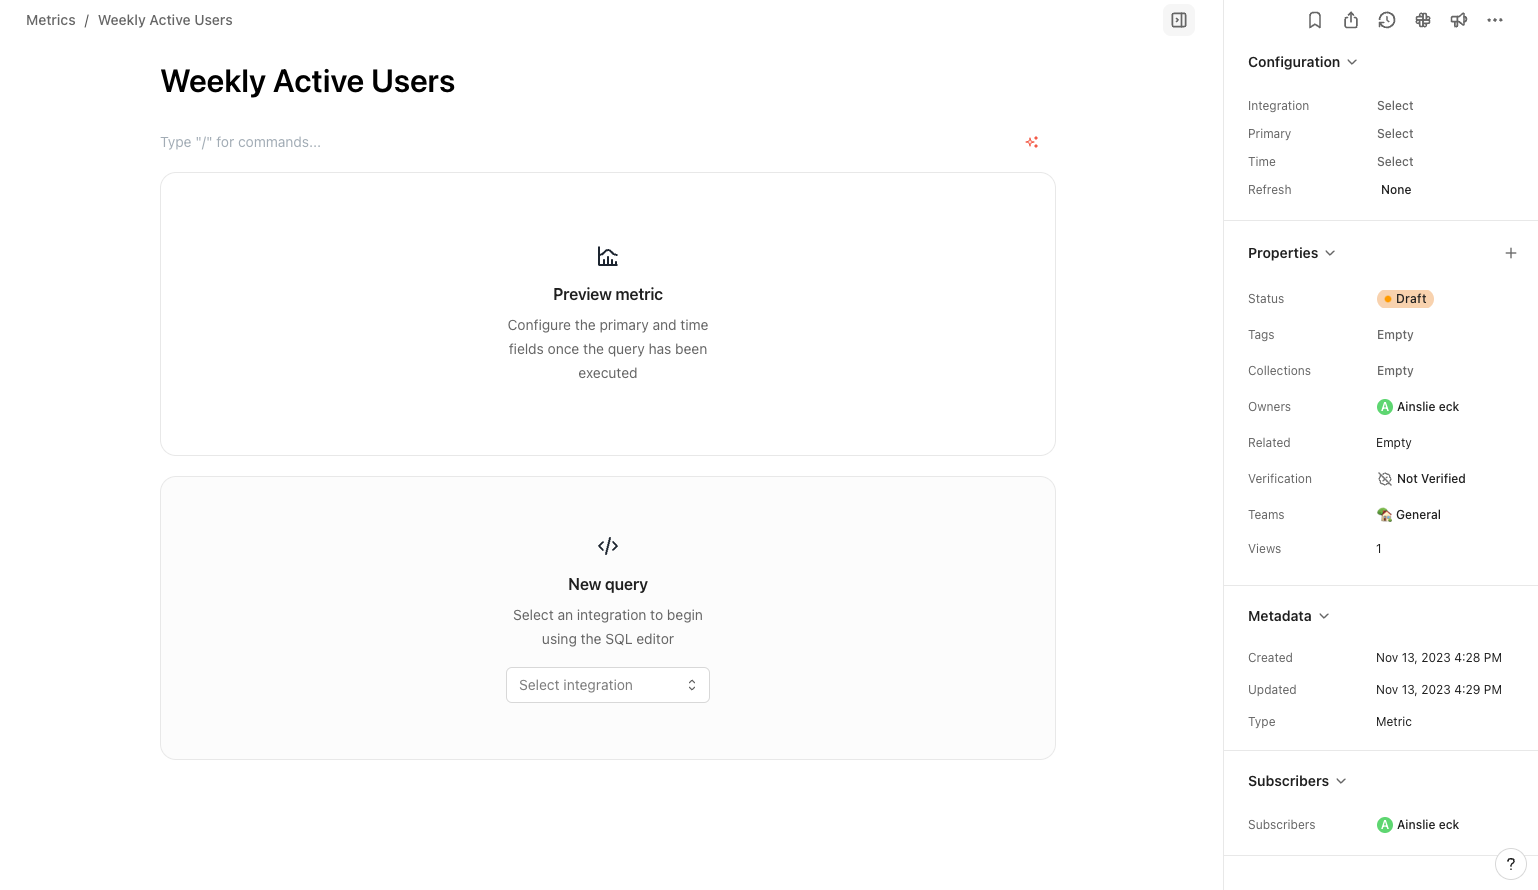 Metrics / Weekly Active Users
Weekly Active Users
Type "/" for commands...
Preview metric
Configure the primary and time
fields once the query has been
executed
New query
Select an integration to begin
using the SQL editor
Select integration
Configuration
Integration Select
Primary Select
Time Select
Refresh None
Properties
Status Draft
Tags Empty
Collections Empty
Owners A Ainslie eck
Related Empty
Verification Not Verified
Teams General
Views 1
Metadata
Created Nov 13, 2023 4:28 PM
Updated Nov 13, 2023 4:29 PM
Type Metric
Subscribers
Subscribers A Ainslie eck
?